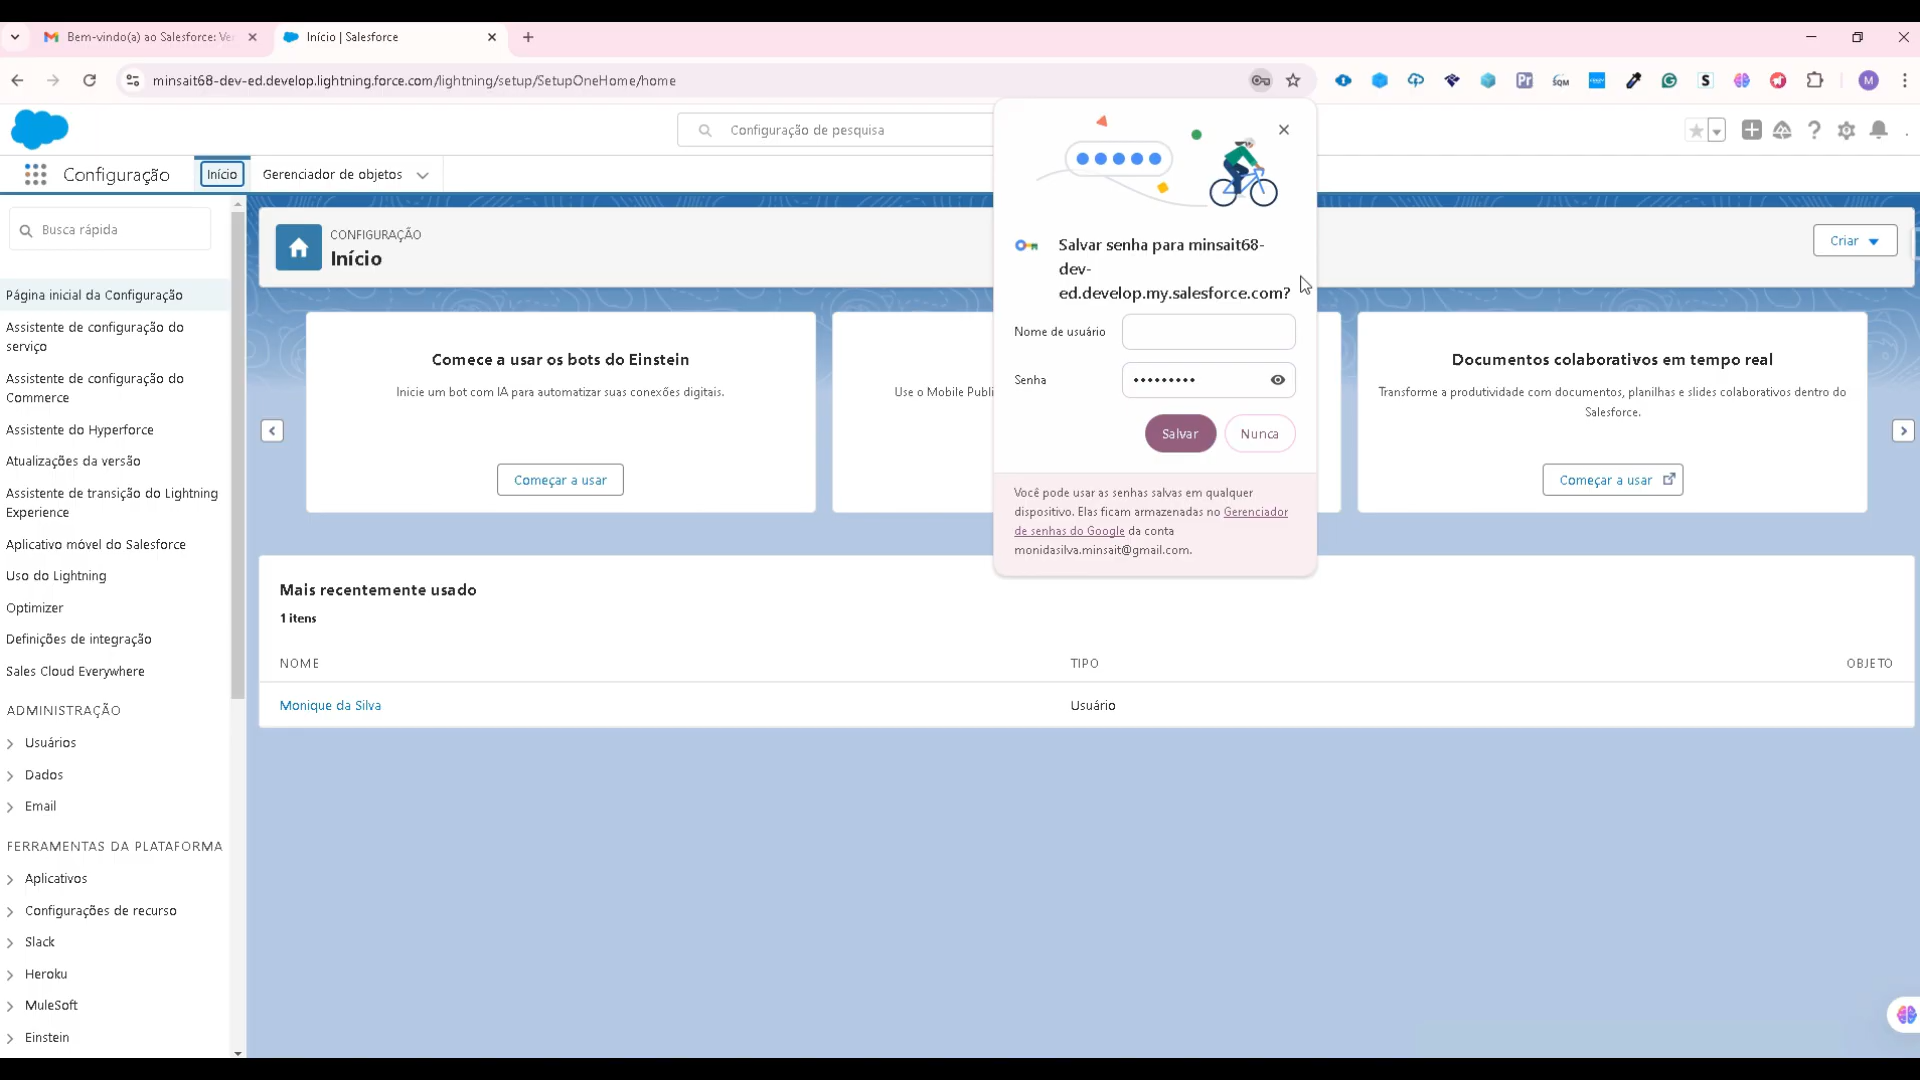 Bem-vindo(a) ao Salesforce: Ve
Início | Salesforce
minsait68-dev-ed.develop.lightning.force.com/lightning/setup/SetupOneHome/home
Configuração de pesquisa
Configuração
Início
Gerenciador de objetos
Busca rápida
Página inicial da Configuração
Assistente de configuração do
serviço
Assistente de configuração do
Commerce
Assistente do Hyperforce
Atualizações da versão
Assistente de transição do Lightning
Experience
Aplicativo móvel do Salesforce
Uso do Lightning
Optimizer
Definições de integração
Sales Cloud Everywhere
ADMINISTRAÇÃO
Usuários
Dados
Email
FERRAMENTAS DA PLATAFORMA
Aplicativos
Configurações de recurso
Slack
Heroku
MuleSoft
Einstein
CONFIGURAÇÃO
Início
Criar
Comece a usar os bots do Einstein
Inicie um bot com IA para automatizar suas conexões digitais.
Começar a usar
Use o Mobile Publi
Documentos colaborativos em tempo real
Transforme a produtividade com documentos, planilhas e slides colaborativos dentro do
Salesforce.
Começar a usar
Salvar senha para minsait68-
dev-
ed.develop.my.salesforce.com?
Nome de usuário
Senha
Salvar
Nunca
Você pode usar as senhas salvas em qualquer
dispositivo. Elas ficam armazenadas no Gerenciador
de senhas do Google da conta
monidasilva.minsait@gmail.com.
Mais recentemente usado
1 itens
NOME
TIPO
OBJETO
Monique da Silva
Usuário